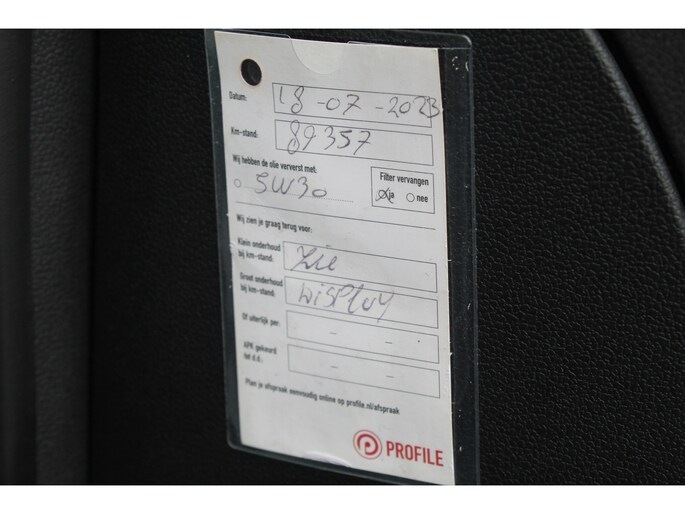 Datum: 18-07-2023
Km-stand: 89357
Wij hebben de olie ververst met:
5W30
Filter vervangen
ja nee
Wij zien je graag terug voor:
Klein onderhoud
bij km-stand: zie
Groot onderhoud
bij km-stand: DISPLAY
Of uiterlijk per: - -
APK gekeurd
tot d.d.: - -
Plan je afspraak eenvoudig online op profile.nl/afspraak
PROFILE